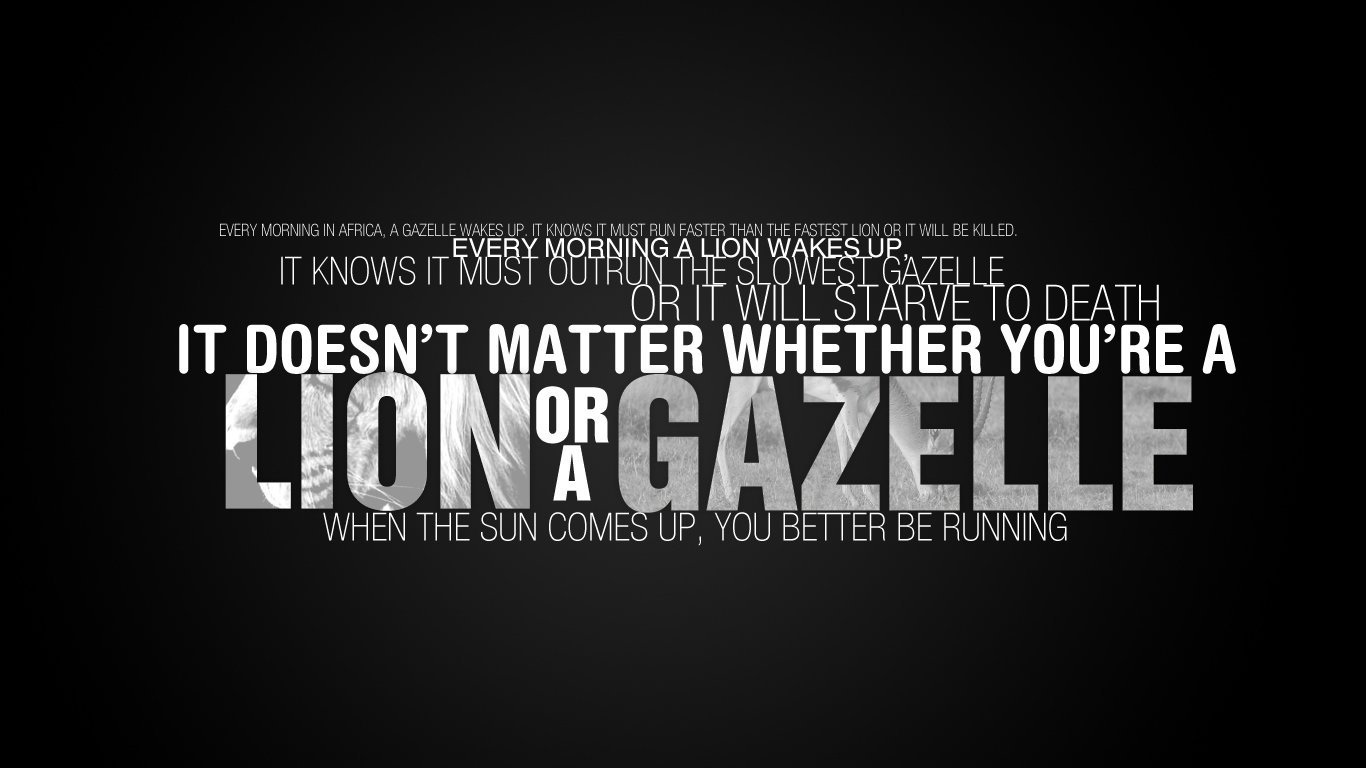 EVERY MORNING IN AFRICA, A GAZELLE WAKES UP. IT KNOWS IT MUST RUN FASTER THAN THE FASTEST LION OR IT WILL BE KILLED.
EVERY MORNING A LION WAKES UP,
IT KNOWS IT MUST OUTRUN THE SLOWEST GAZELLE
OR IT WILL STARVE TO DEATH
IT DOESN'T MATTER WHETHER YOU'RE A
LION OR A GAZELLE
WHEN THE SUN COMES UP, YOU BETTER BE RUNNING